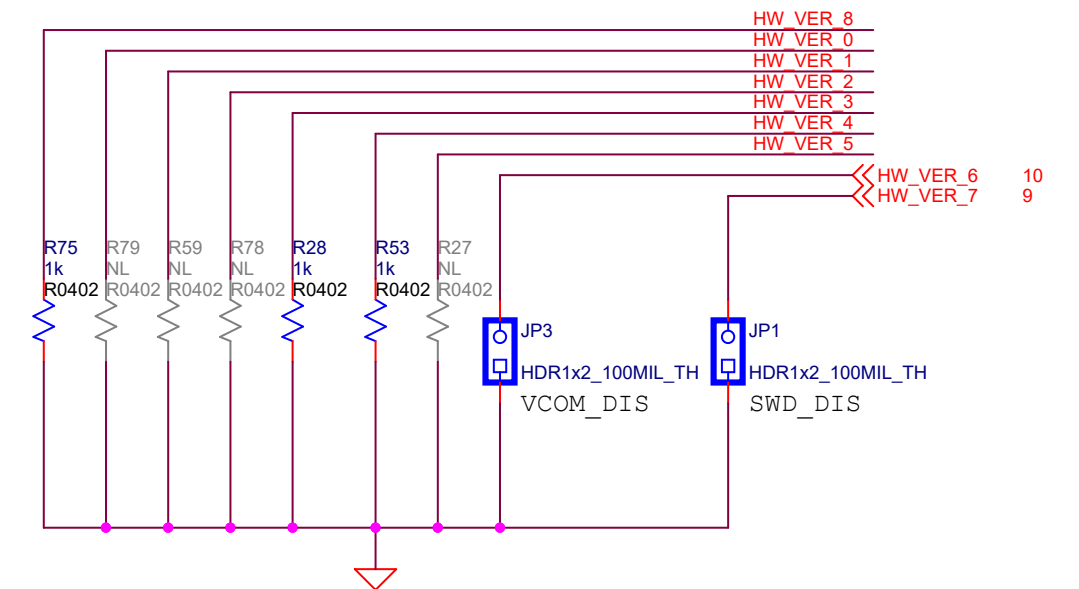 HW_VER_8
HW_VER_0
HW_VER_1
HW_VER_2
HW_VER_3
HW_VER_4
HW_VER_5
HW_VER_6 10
HW_VER_7 9
R75 R79 R59 R78 R28 R53 R27
1k NL NL NL 1k 1k NL
R0402 R0402 R0402 R0402 R0402 R0402 R0402
JP3 JP1
HDR1x2_100MIL_TH HDR1x2_100MIL_TH
VCOM_DIS SWD_DIS